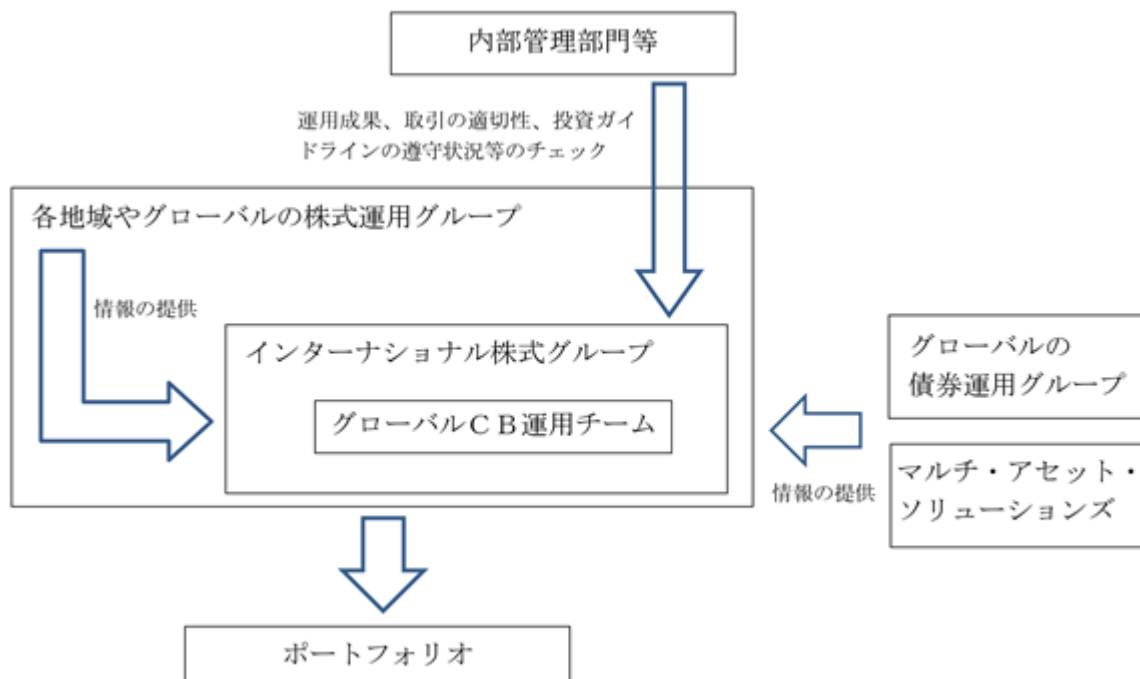 内部管理部門等
運用成果、取引の適切性、投資ガイ
ドラインの遵守状況等のチェック
各地域やグローバルの株式運用グループ
情報の提供
インターナショナル株式グループ
グローバルＣＢ運用チーム
グローバルの
債券運用グループ
情報の提供
マルチ・アセット・
ソリューションズ
ポートフォリオ